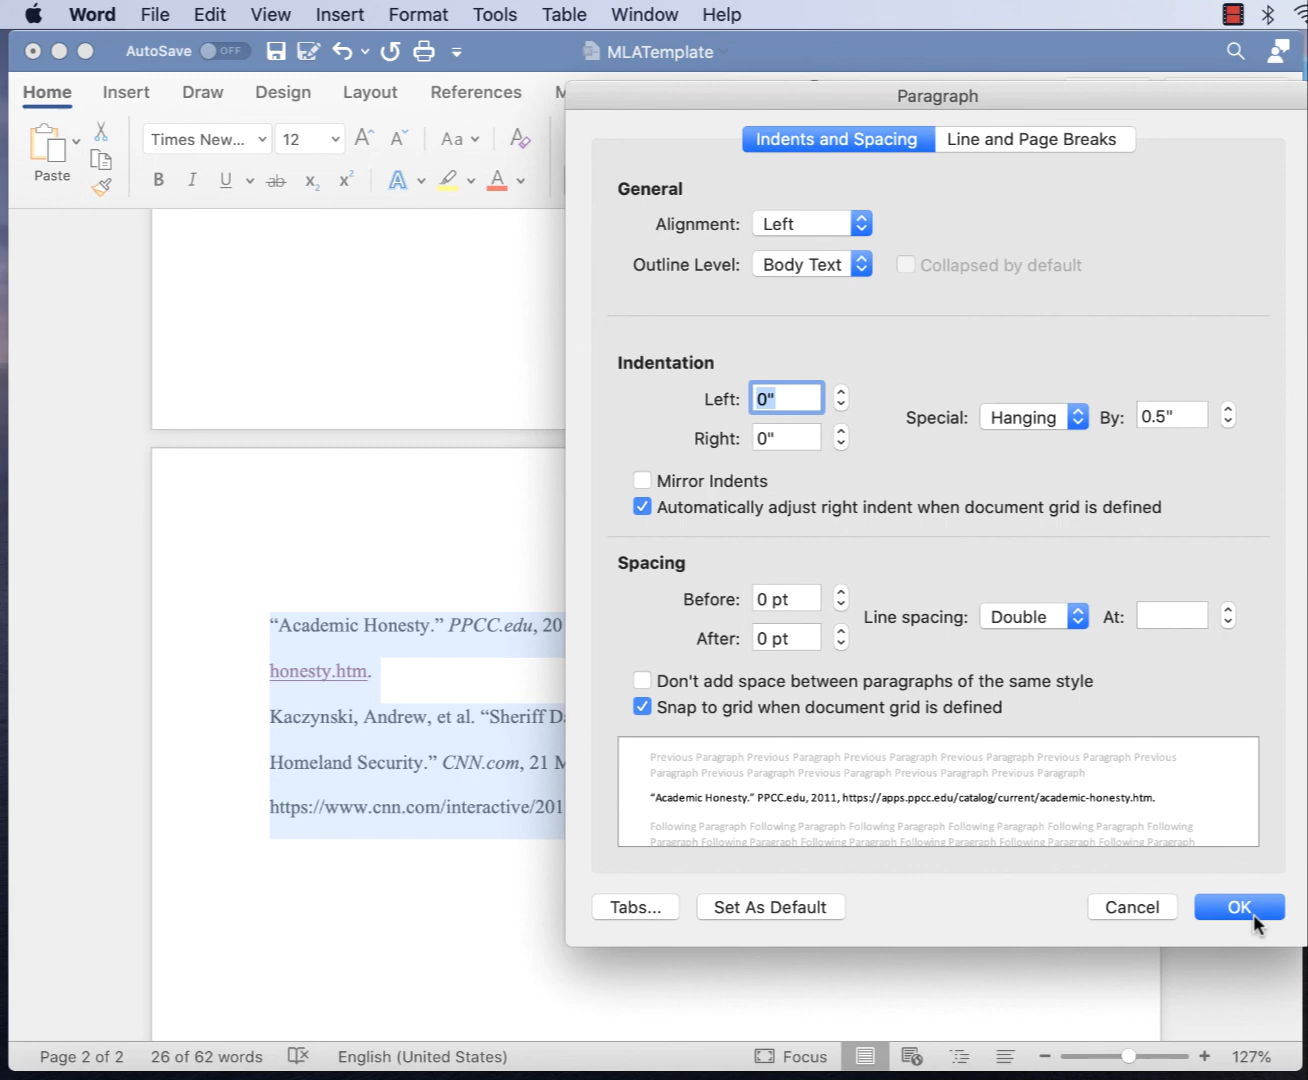 Word File Edit View Insert Format Tools Table Window Help
AutoSave OFF MLATemplate
Home Insert Draw Design Layout References
Paragraph
Indents and Spacing Line and Page Breaks
Times New... 12 Aa
Paste B I U ab x2 x2 A A
General
Alignment: Left
Outline Level: Body Text Collapsed by default
Indentation
Left: 0"
Special: Hanging By: 0.5"
Right: 0"
Mirror Indents
Automatically adjust right indent when document grid is defined
Spacing
Before: 0 pt
Line spacing: Double At:
After: 0 pt
Don't add space between paragraphs of the same style
Snap to grid when document grid is defined
Previous Paragraph Previous Paragraph Previous Paragraph Previous Paragraph Previous Paragraph Previous
Paragraph Previous Paragraph Previous Paragraph Previous Paragraph Previous Paragraph
“Academic Honesty.” PPCC.edu, 2011, https://apps.ppcc.edu/catalog/current/academic-honesty.htm.
Following Paragraph Following Paragraph Following Paragraph Following Paragraph Following Paragraph Following
Paragraph Following Paragraph Following Paragraph Following Paragraph Following Paragraph Following Paragraph
Tabs... Set As Default Cancel OK
“Academic Honesty.” PPCC.edu, 20
honesty.htm.
Kaczynski, Andrew, et al. “Sheriff D
Homeland Security.” CNN.com, 21 M
https://www.cnn.com/interactive/201
Page 2 of 2 26 of 62 words English (United States) Focus 127%